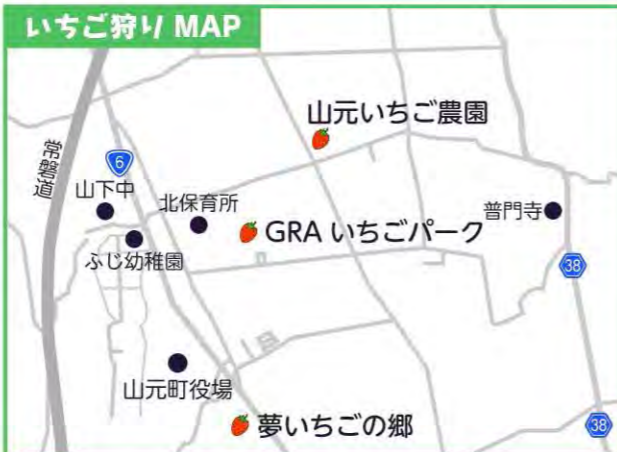 いちご狩り MAP
山元いちご農園
常磐道
6
山下中
北保育所
普門寺
GRA いちごパーク
ふじ幼稚園
38
山元町役場
夢いちごの郷
38